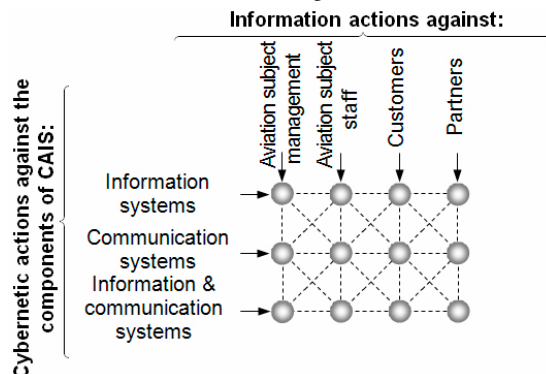 Information actions against:
Cybernetic actions against the
components of CAIS:
Aviation subject
management
Aviation subject
staff
Customers
Partners
Information
systems
Communication
systems
Information &
communication
systems